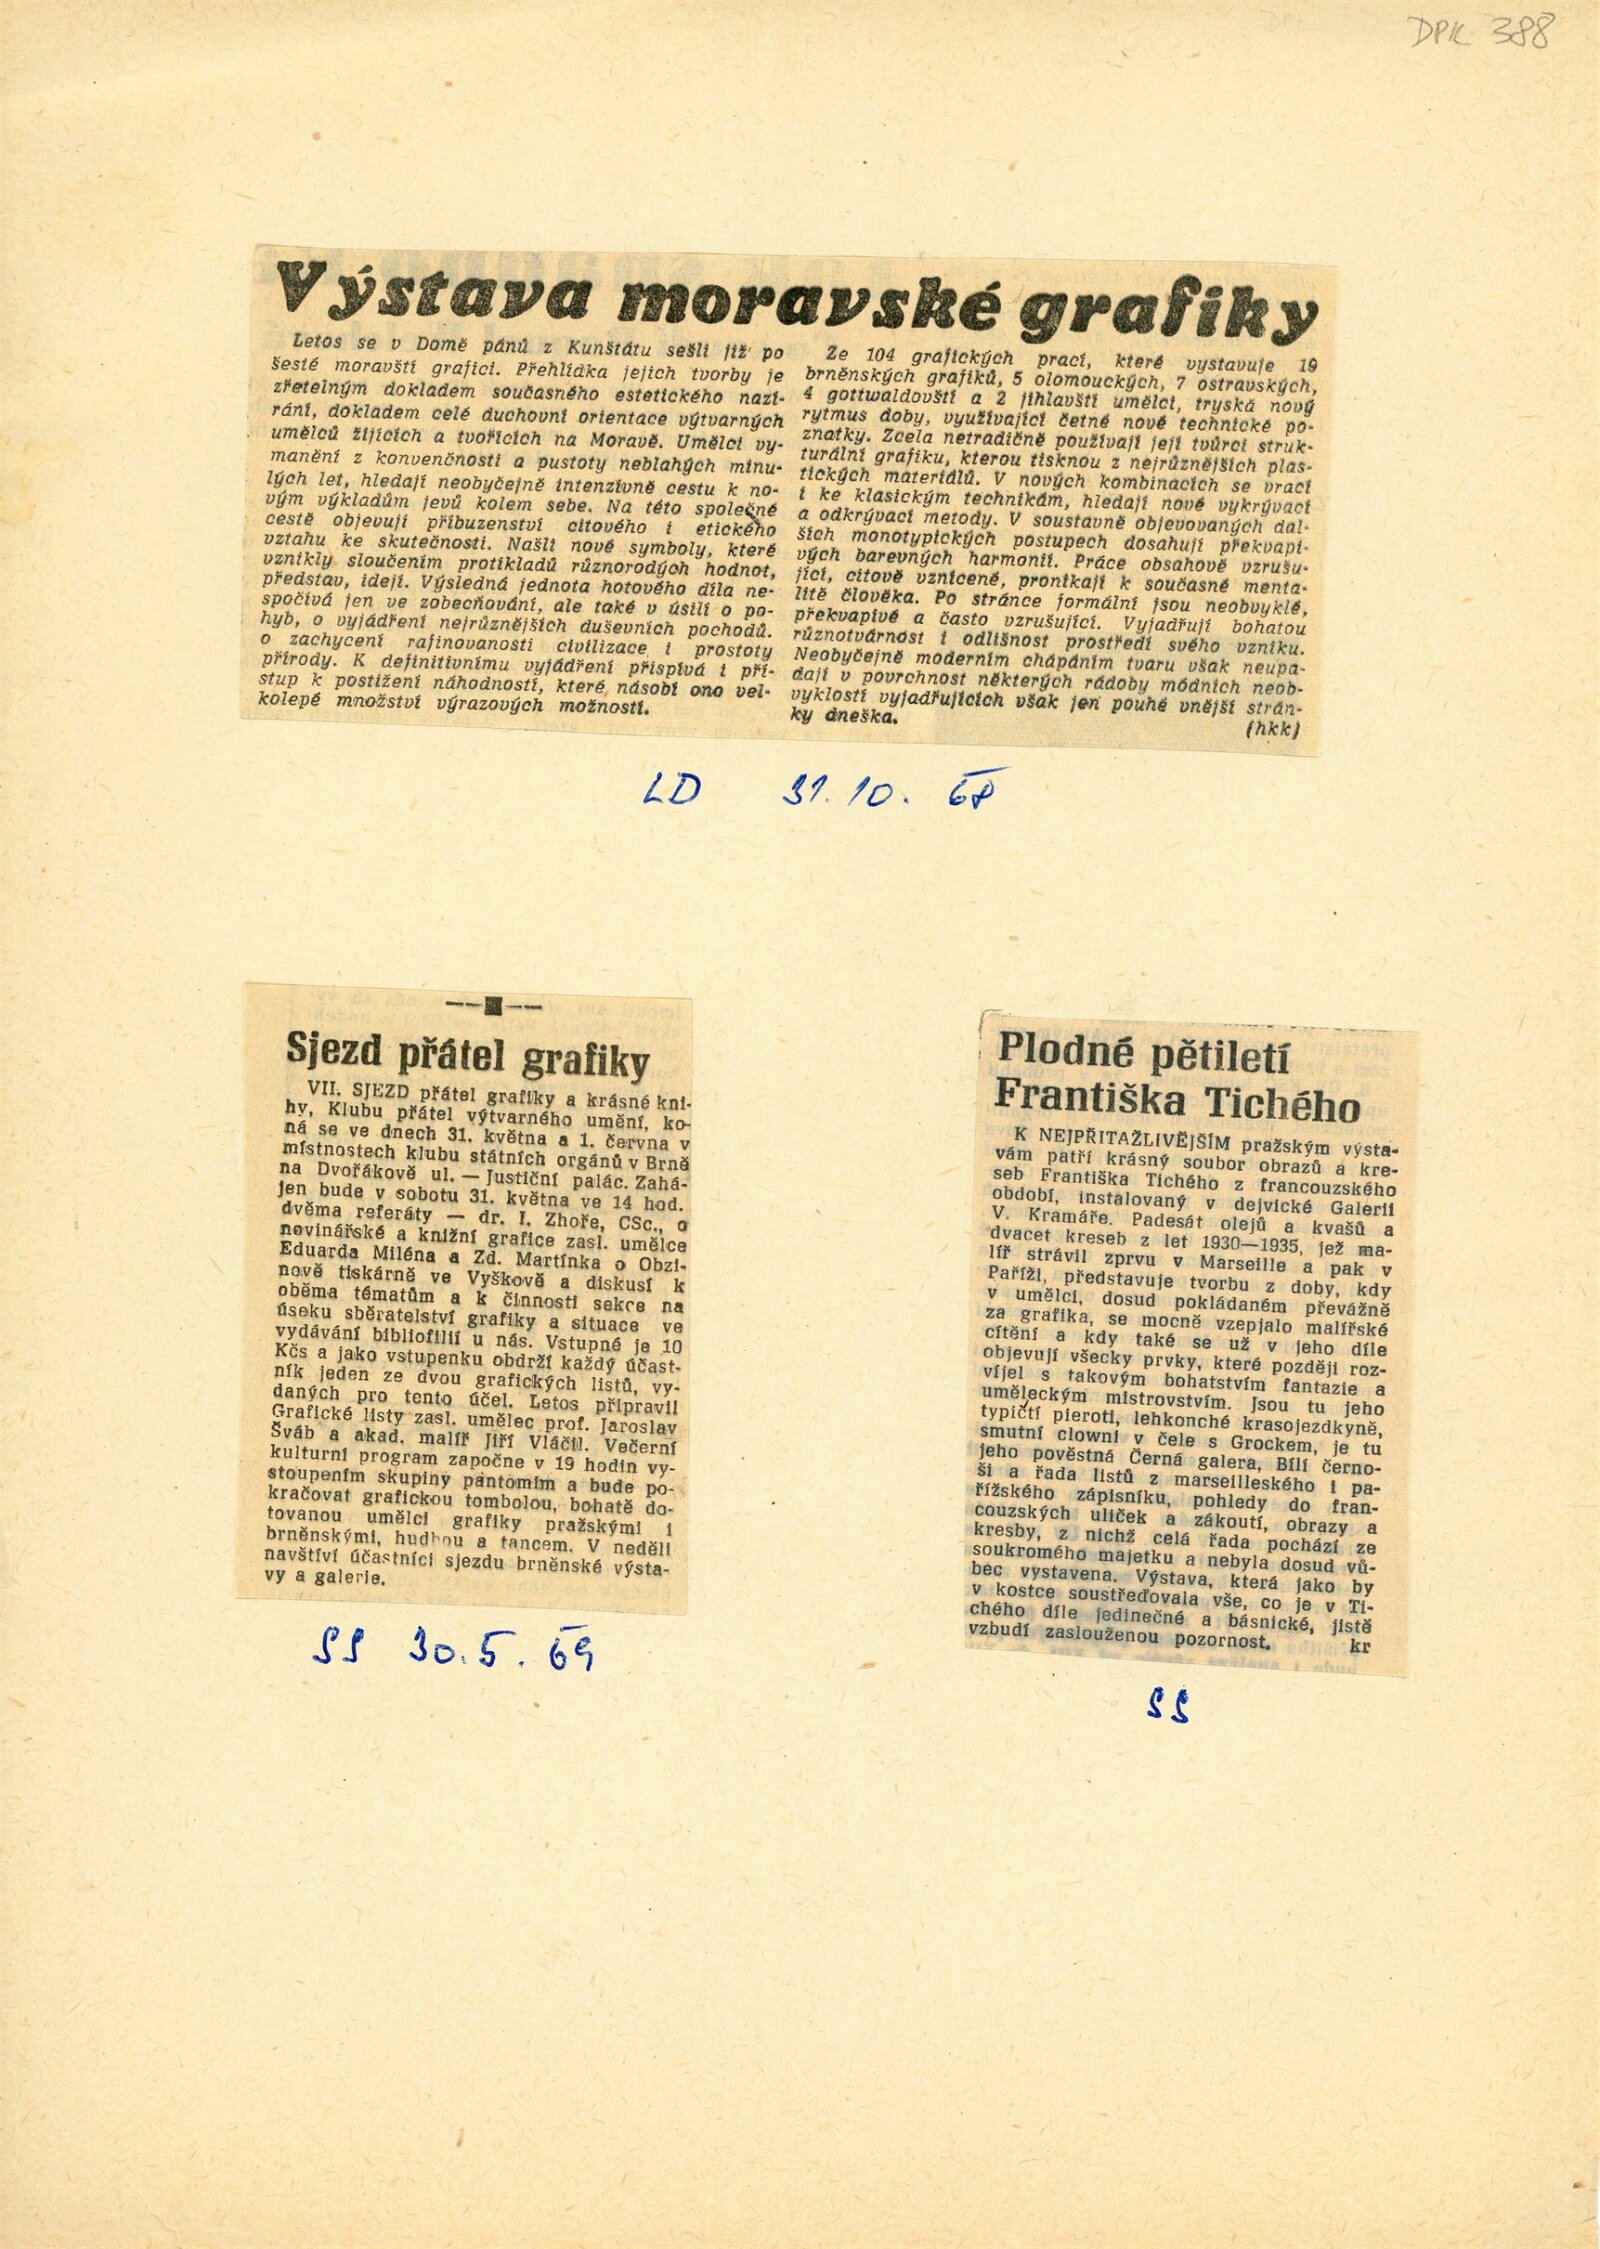 DPK 388
Výstava moravské grafiky
Letos se v Domě pánů z Kunštátu sešli již po
šesté moravští grafici. Přehlídka jejich tvorby je
zřetelným dokladem současného estetického nazí-
rání, dokladem celé duchovní orientace výtvarných
umělců žijících a tvořících na Moravě. Umělci vy-
manění z konvenčnosti a pustoty neblahých minu-
lých let, hledají neobyčejně intenzívně cestu k no-
vým výkladům jevů kolem sebe. Na této společné
cestě objevují příbuzenství citového i etického
vztahu ke skutečnosti. Našli nové symboly, které
vznikly sloučením protikladů různorodých hodnot,
představ, idejí. Výsledná jednota hotového díla ne-
spočívá jen ve zobecňování, ale také v úsilí o po-
hyb, o vyjádření nejrůznějších duševních pochodů.
o zachycení rafinovanosti civilizace i prostoty
přírody. K definitivnímu vyjádření přispívá i pří-
stup k postižení náhodností, které násobí ono vel-
kolepé množství výrazových možností.
Ze 104 grafických prací, které vystavuje 19
brněnských grafiků, 5 olomouckých, 7 ostravských,
4 gottwaldovští a 2 jihlavští umělci, tryská nový
rytmus doby, využívající četné nové technické po-
znatky. Zcela netradičně používají její tvůrci struk-
turální grafiku, kterou tisknou z nejrůznějších plas-
tických materiálů. V nových kombinacích se vrací
i ke klasickým technikám, hledají nové vykrývací
a odkrývací metody. V soustavně objevovaných dal-
ších monotypických postupech dosahují překvapi-
vých barevných harmonií. Práce obsahově vzrušu-
jící, citově vznícené, pronikají k současné menta-
litě člověka. Po stránce formální jsou neobvyklé,
překvapivé a často vzrušující. Vyjadřují bohatou
různotvárnost i odlišnost prostředí svého vzniku.
Neobyčejně moderním chápáním tvaru však neupa-
dají v povrchnost některých rádoby módních neob-
vyklostí vyjadřujících však jen pouhé vnější strán-
ky dneška.
(hkk)
LD 31. 10. 68
Sjezd přátel grafiky
VII. SJEZD přátel grafiky a krásné kni-
hy, Klubu přátel výtvarného umění, ko-
ná se ve dnech 31. května a 1. června v
místnostech klubu státních orgánů v Brně
na Dvořákově ul. — Justiční palác. Zahá-
jen bude v sobotu 31. května ve 14 hod.
dvěma referáty — dr. I. Zhoře, CSc., o
novinářské a knižní grafice zasl. umělce
Eduarda Miléna a Zd. Martínka o Obzi-
nově tiskárně ve Vyškově a diskusí k
oběma tématům a k činnosti sekce na
úseku sběratelství grafiky a situace ve
vydávání bibliofilií u nás. Vstupné je 10
Kčs a jako vstupenku obdrží každý účast-
ník jeden ze dvou grafických listů, vy-
daných pro tento účel. Letos připravil
Grafické listy zasl. umělec prof. Jaroslav
Šváb a akad. malíř Jiří Vláčil. Večerní
kulturní program započne v 19 hodin vy-
stoupením skupiny pantomim a bude po-
kračovat grafickou tombolou, bohatě do-
tovanou umělci grafiky pražskými i
brněnskými, hudbou a tancem. V neděli
navštíví účastníci sjezdu brněnské výsta-
vy a galerie.
SS 30. 5. 69
Plodné pětiletí
Františka Tichého
K NEJPŘITAŽLIVĚJŠÍM pražským výsta-
vám patří krásný soubor obrazů a kre-
seb Františka Tichého z francouzského
období, instalovaný v dejvické Galerii
V. Kramáře. Padesát olejů a kvašů a
dvacet kreseb z let 1930—1935, jež ma-
líř strávil zprvu v Marseille a pak v
Paříži, představuje tvorbu z doby, kdy
v umělci, dosud pokládaném převážně
za grafika, se mocně vzepjalo malířské
cítění a kdy také se už v jeho díle
objevují všecky prvky, které později roz-
víjel s takovým bohatstvím fantazie a
uměleckým mistrovstvím. Jsou tu jeho
typičtí pieroti, lehkonché krasojezdkyně,
smutní clowni v čele s Grockem, je tu
jeho pověstná Černá galera, Bílí černo-
ši a řada listů z marseilleského i pa-
řížského zápisníku, pohledy do fran-
couzských uliček a zákoutí, obrazy a
kresby, z nichž celá řada pochází ze
soukromého majetku a nebyla dosud vů-
bec vystavena. Výstava, která jako by
v kostce soustřeďovala vše, co je v Ti-
chého díle jedinečné a básnické, jistě
vzbudí zaslouženou pozornost. kr
SS